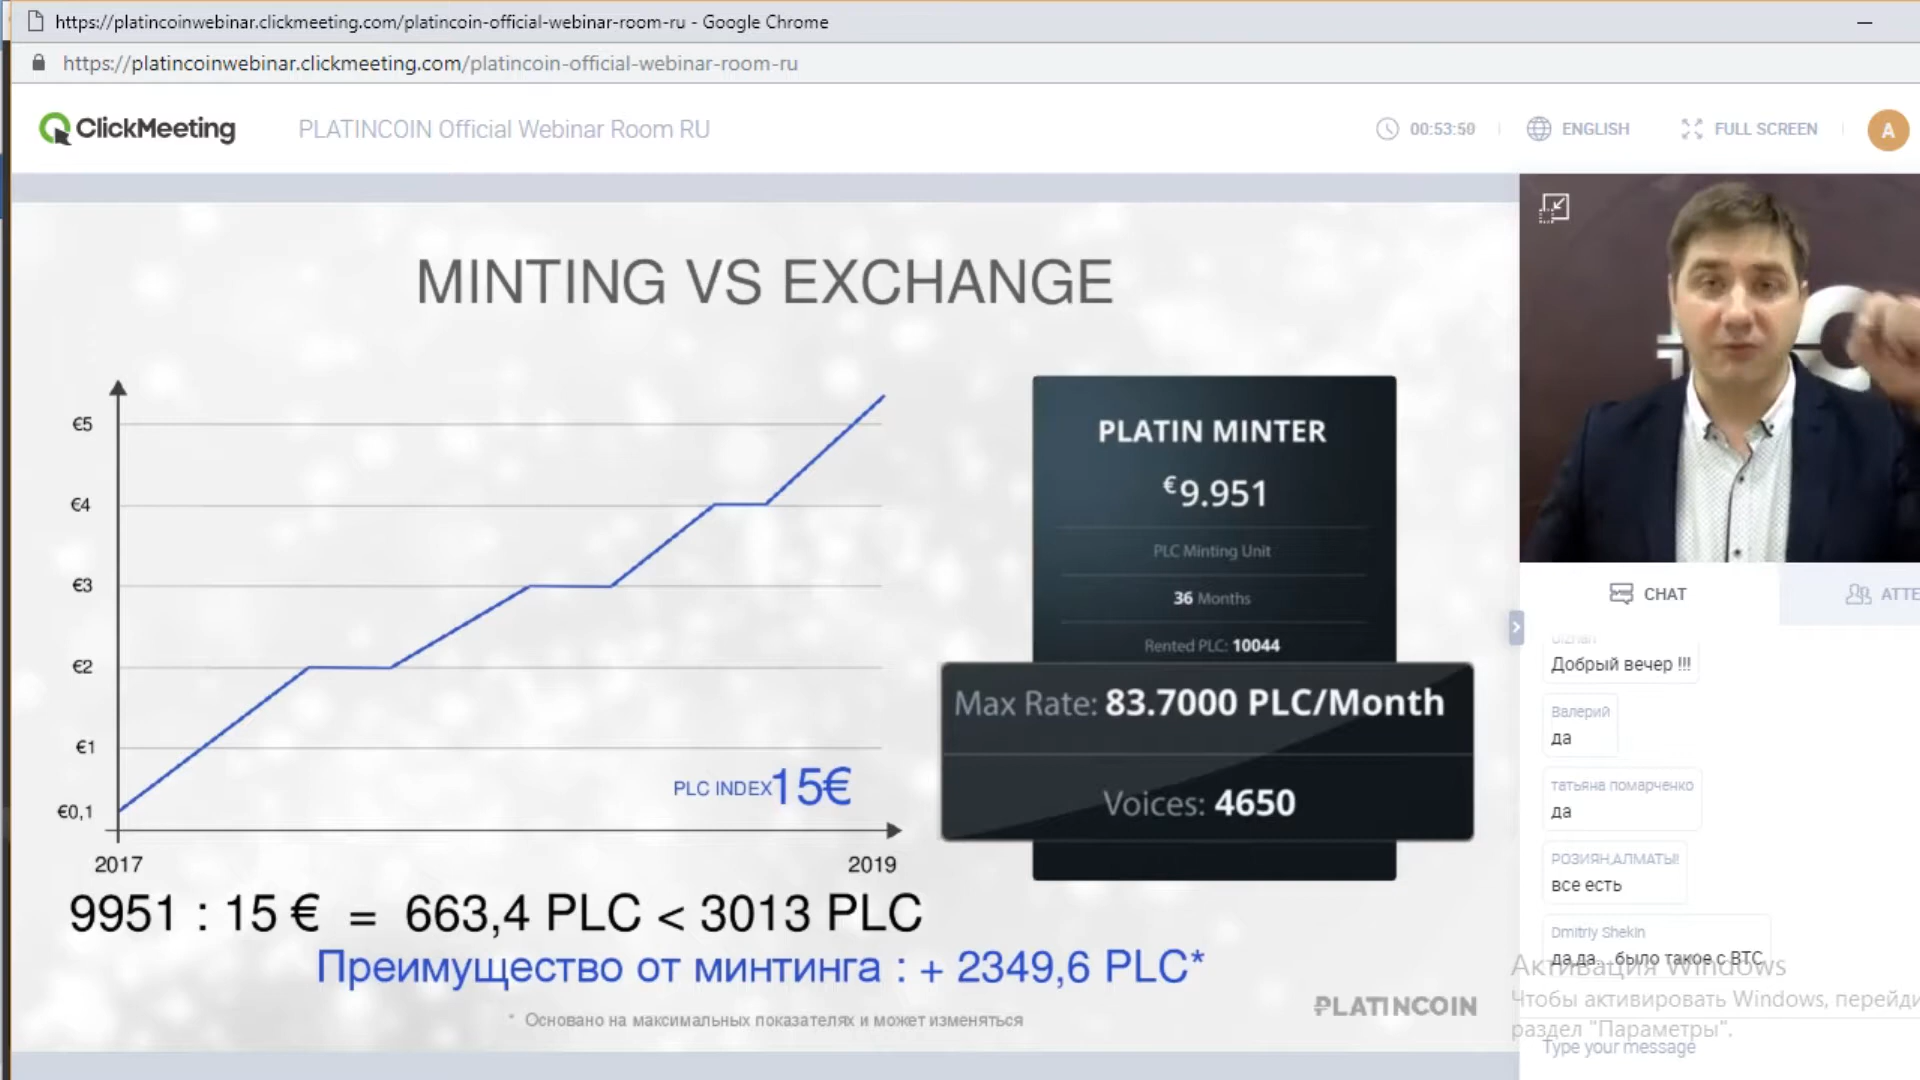 https://platincoinwebinar.clickmeeting.com/platincoin-official-webinar-room-ru - Google Chrome
https://platincoinwebinar.clickmeeting.com/platincoin-official-webinar-room-ru
ClickMeeting
PLATINCOIN Official Webinar Room RU
00:53:50
ENGLISH
FULL SCREEN
A
MINTING VS EXCHANGE
€5
€4
€3
€2
€1
€0,1
2017
2019
PLC INDEX 15€
PLATIN MINTER
€9.951
PLC Minting Unit
36 Months
Rented PLC: 10044
Max Rate: 83.7000 PLC/Month
Voices: 4650
9951 : 15 € = 663,4 PLC < 3013 PLC
Преимущество от минтинга : + 2349,6 PLC*
* Основано на максимальных показателях и может изменяться
PLATINCOIN
CHAT
ATTE
Добрый вечер !!!
Валерий
да
татьяна помарченко
да
РОЗИЯН,АЛМАТЫ!
все есть
Dmitriy Shekin
да,да.. было такое с BTC
Активация Windows
Чтобы активировать Windows, перейди
раздел "Параметры".
Type your message